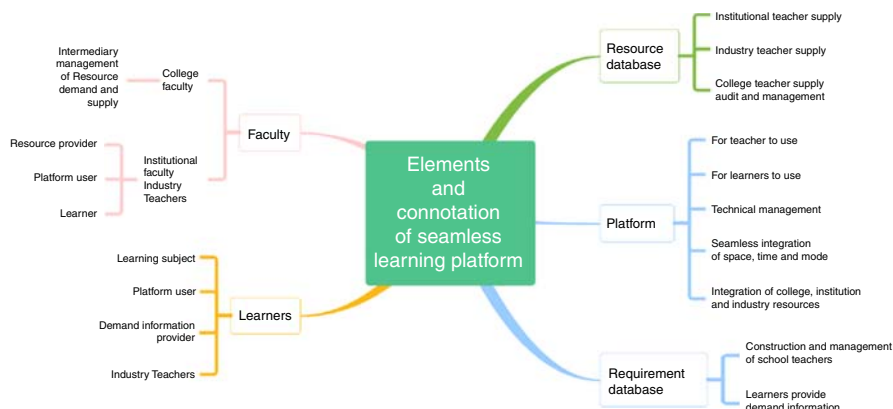 Elements
and
connotation
of seamless
learning platform
Faculty
College
faculty
Intermediary
management
of Resource
demand and
supply
Institutional
faculty
Industry
Teachers
Resource provider
Platform user
Learner
Learners
Learning subject
Platform user
Demand information
provider
Industry Teachers
Resource
database
Institutional teacher supply
Industry teacher supply
College teacher supply
audit and management
Platform
For teacher to use
For learners to use
Technical management
Seamless integration
of space, time and mode
Integration of college, institution
and industry resources
Requirement
database
Construction and management
of school teachers
Learners provide
demand information